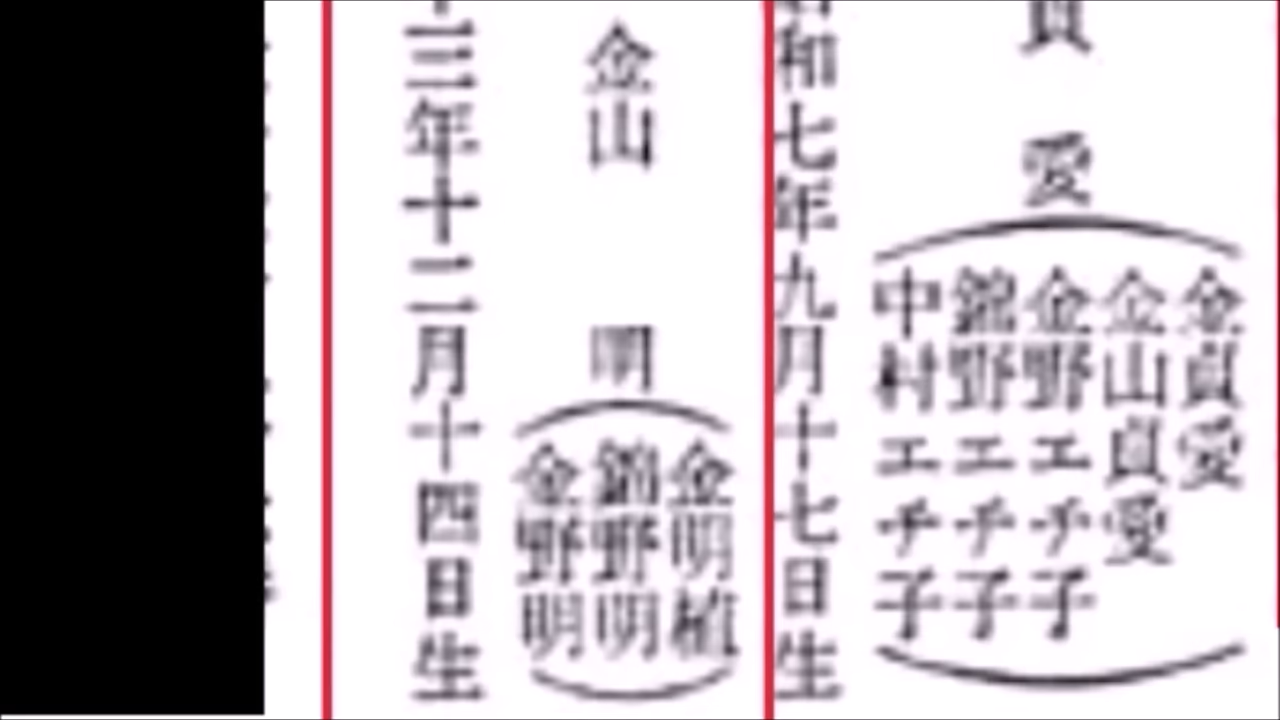 貞愛
金貞愛
金山貞愛
金野エチ子
錦野エチ子
中村エチ子
和七年九月十七日生
金山明
金明植
錦野明
金野明
三年十二月十四日生